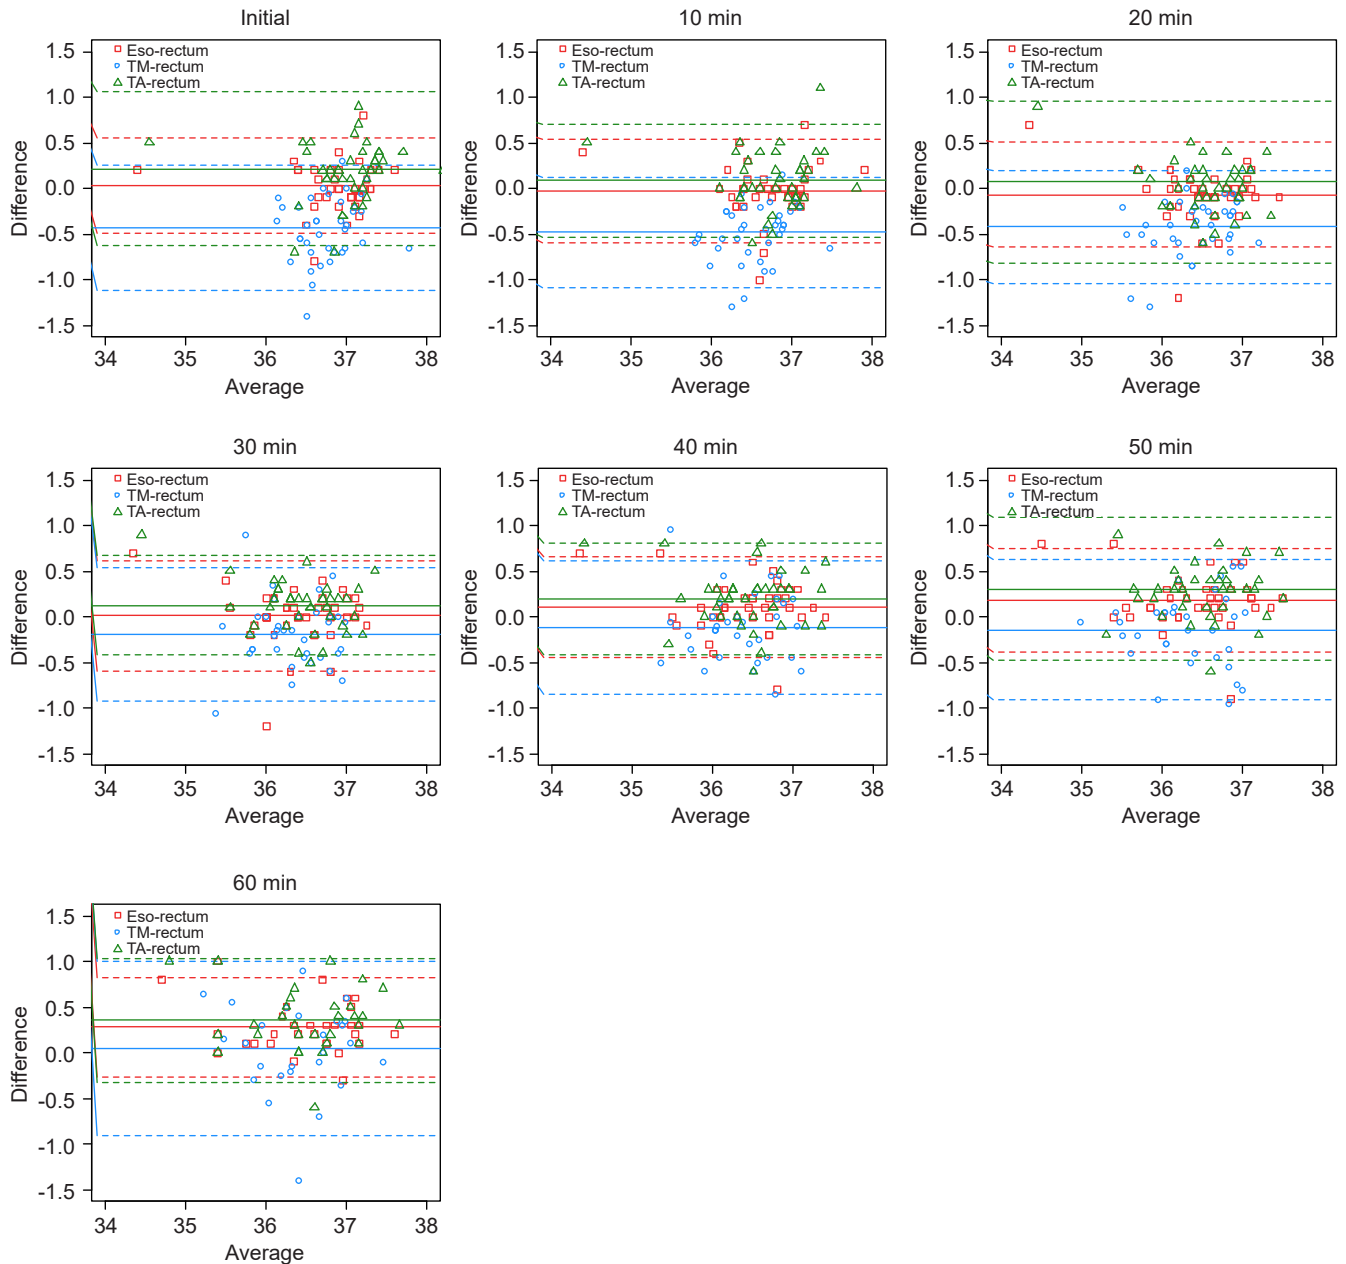 Initial
1.5
1.0
0.5
0.0
-0.5
-1.0
-1.5
Difference
Eso-rectum
TM-rectum
TA-rectum
34 35 36 37 38
Average
10 min
1.5
1.0
0.5
0.0
-0.5
-1.0
-1.5
Difference
Eso-rectum
TM-rectum
TA-rectum
34 35 36 37 38
Average
20 min
1.5
1.0
0.5
0.0
-0.5
-1.0
-1.5
Difference
Eso-rectum
TM-rectum
TA-rectum
34 35 36 37 38
Average
30 min
1.5
1.0
0.5
0.0
-0.5
-1.0
-1.5
Difference
Eso-rectum
TM-rectum
TA-rectum
34 35 36 37 38
Average
40 min
1.5
1.0
0.5
0.0
-0.5
-1.0
-1.5
Difference
Eso-rectum
TM-rectum
TA-rectum
34 35 36 37 38
Average
50 min
1.5
1.0
0.5
0.0
-0.5
-1.0
-1.5
Difference
Eso-rectum
TM-rectum
TA-rectum
34 35 36 37 38
Average
60 min
1.5
1.0
0.5
0.0
-0.5
-1.0
-1.5
Difference
Eso-rectum
TM-rectum
TA-rectum
34 35 36 37 38
Average